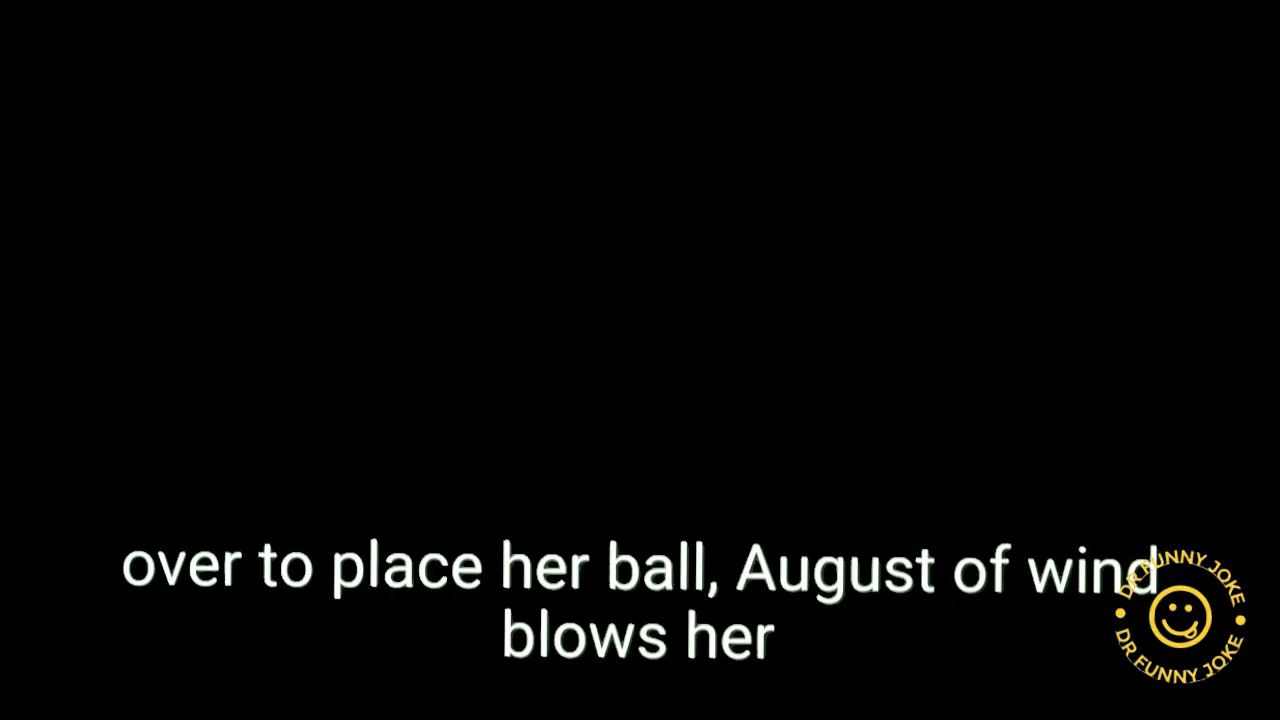 over to place her ball, August of wind
blows her
DR FUNNY JOKE
DR FUNNY JOKE